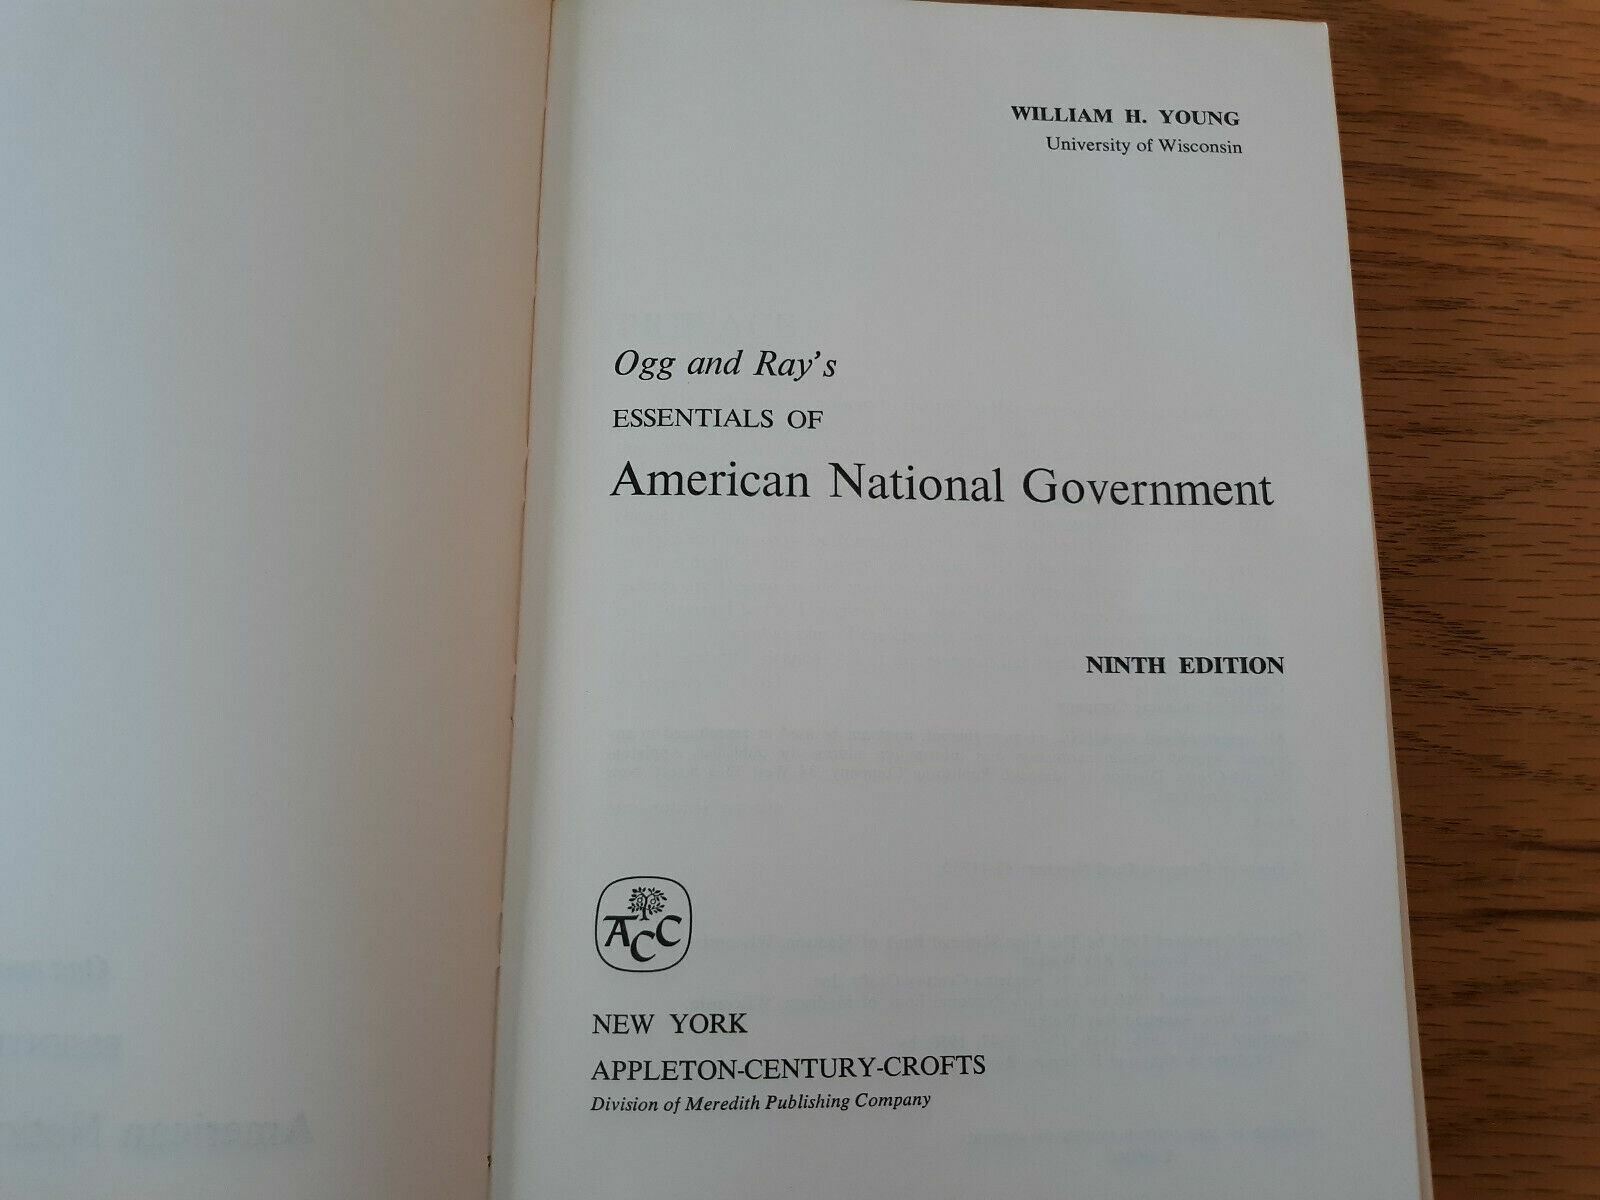 WILLIAM H. YOUNG
University of Wisconsin
Ogg and Ray's
ESSENTIALS OF
American National Government
NINTH EDITION
ACC
NEW YORK
APPLETON-CENTURY-CROFTS
Division of Meredith Publishing Company